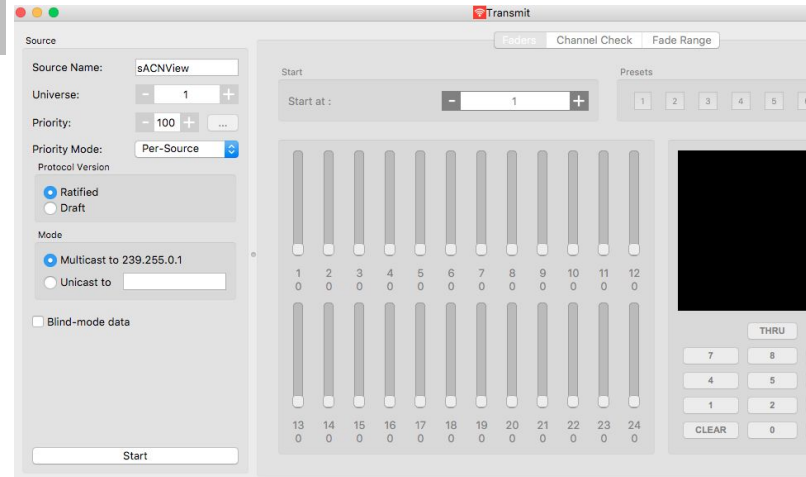 Transmit
Source
Faders Channel Check Fade Range
Source Name: sACNView
Universe: - 1 +
Priority: - 100 + ...
Priority Mode: Per-Source
Protocol Version
Ratified
Draft
Mode
Multicast to 239.255.0.1
Unicast to
Blind-mode data
Start
Start
Start at : - 1 +
Presets
1 2 3 4 5
1 2 3 4 5 6 7 8 9 10 11 12
0 0 0 0 0 0 0 0 0 0 0 0
13 14 15 16 17 18 19 20 21 22 23 24
0 0 0 0 0 0 0 0 0 0 0 0
THRU
7 8
4 5
1 2
CLEAR 0